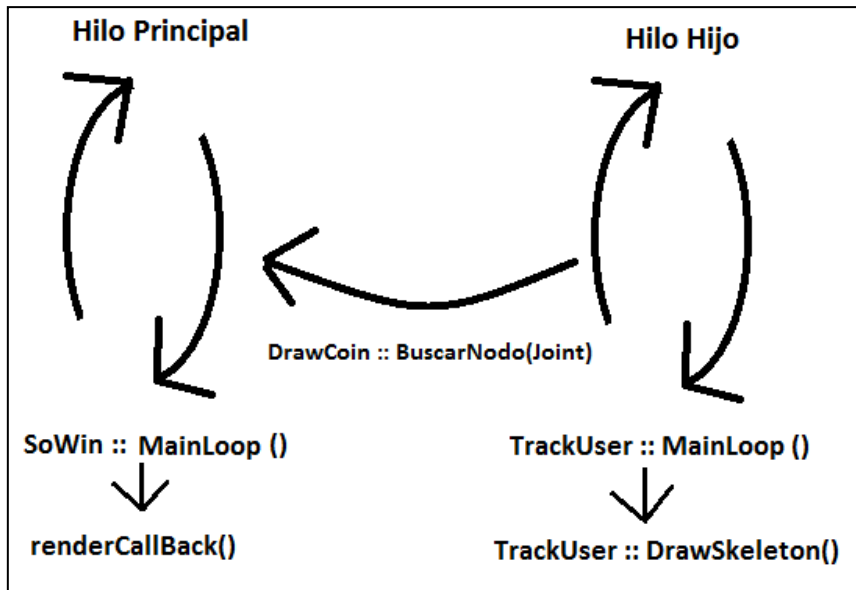 Hilo Principal
Hilo Hijo
DrawCoin :: BuscarNodo(Joint)
SoWin :: MainLoop ()
TrackUser :: MainLoop ()
renderCallBack()
TrackUser :: DrawSkeleton()